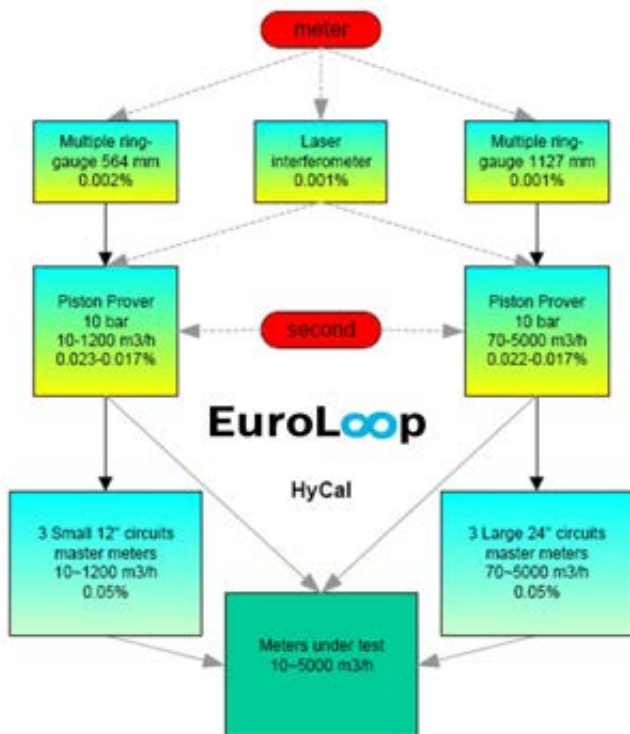 meter
Multiple ring-
gauge 564 mm
0.002%
Laser
interferometer
0.001%
Multiple ring-
gauge 1127 mm
0.001%
Piston Prover
10 bar
10-1200 m3/h
0.023-0.017%
second
Piston Prover
10 bar
70-5000 m3/h
0.022-0.017%
EuroLoop
HyCal
3 Small 12" circuits
master meters
10~1200 m3/h
0.05%
3 Large 24" circuits
master meters
70~5000 m3/h
0.05%
Meters under test
10~5000 m3/h